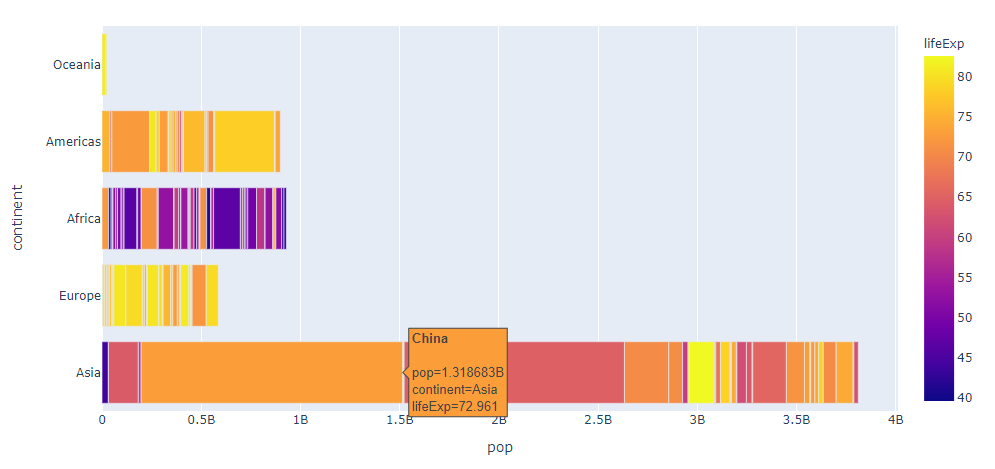 lifeExp
Oceania
Americas
Africa
Europe
Asia
continent
China
pop=1.318683B
continent=Asia
lifeExp=72.961
80
75
70
65
60
55
50
45
40
0
0.5B
1B
1.5B
2B
2.5B
3B
3.5B
4B
pop